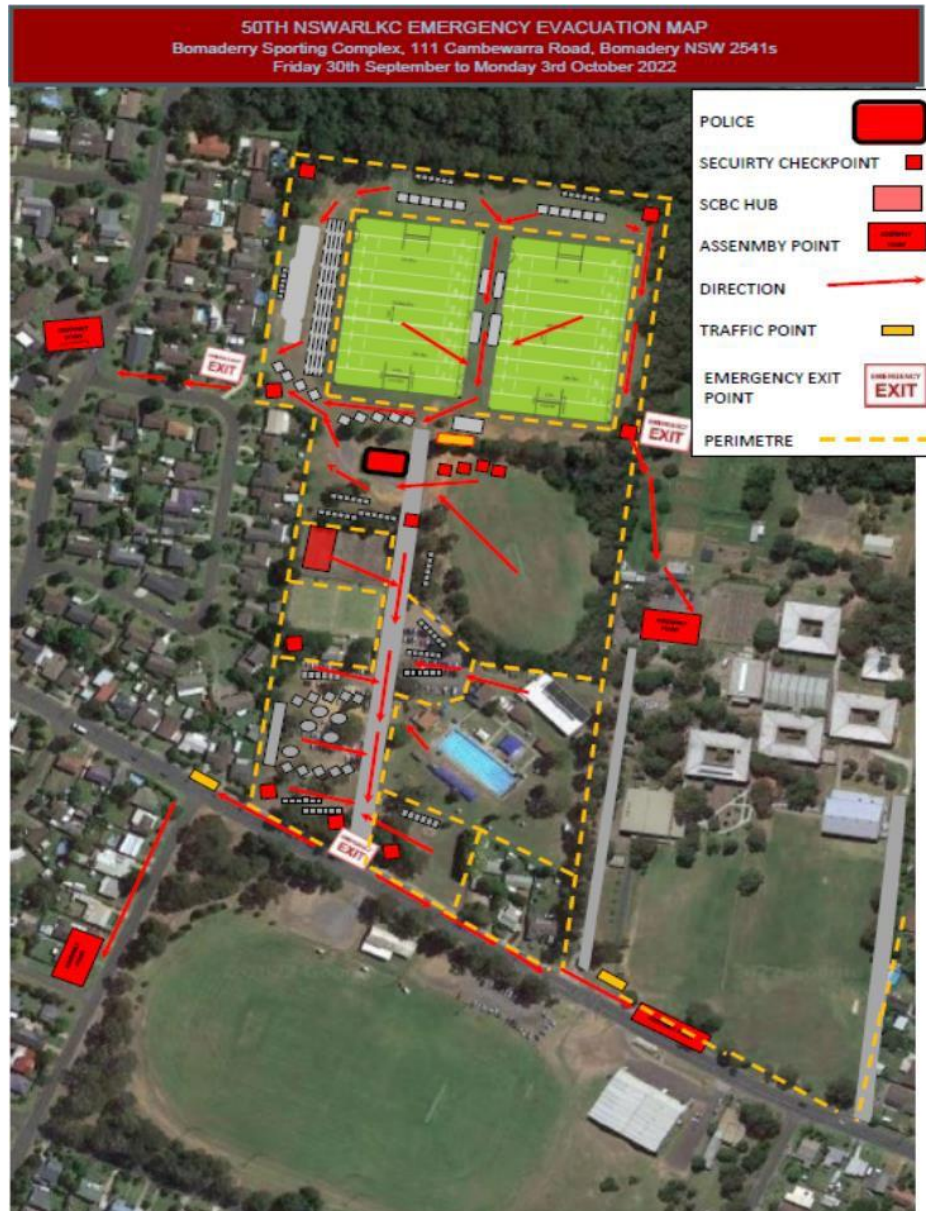 50TH NSWARLKC EMERGENCY EVACUATION MAP
Bomaderry Sporting Complex, 111 Cambewarra Road, Bomadery NSW 2541s
Friday 30th September to Monday 3rd October 2022
POLICE
SECUIRTY CHECKPOINT
SCBC HUB
ASSENMBY POINT
DIRECTION
TRAFFIC POINT
EMERGENCY EXIT
POINT
EMERGENCY
EXIT
PERIMETRE
EXIT
EXIT
EXIT